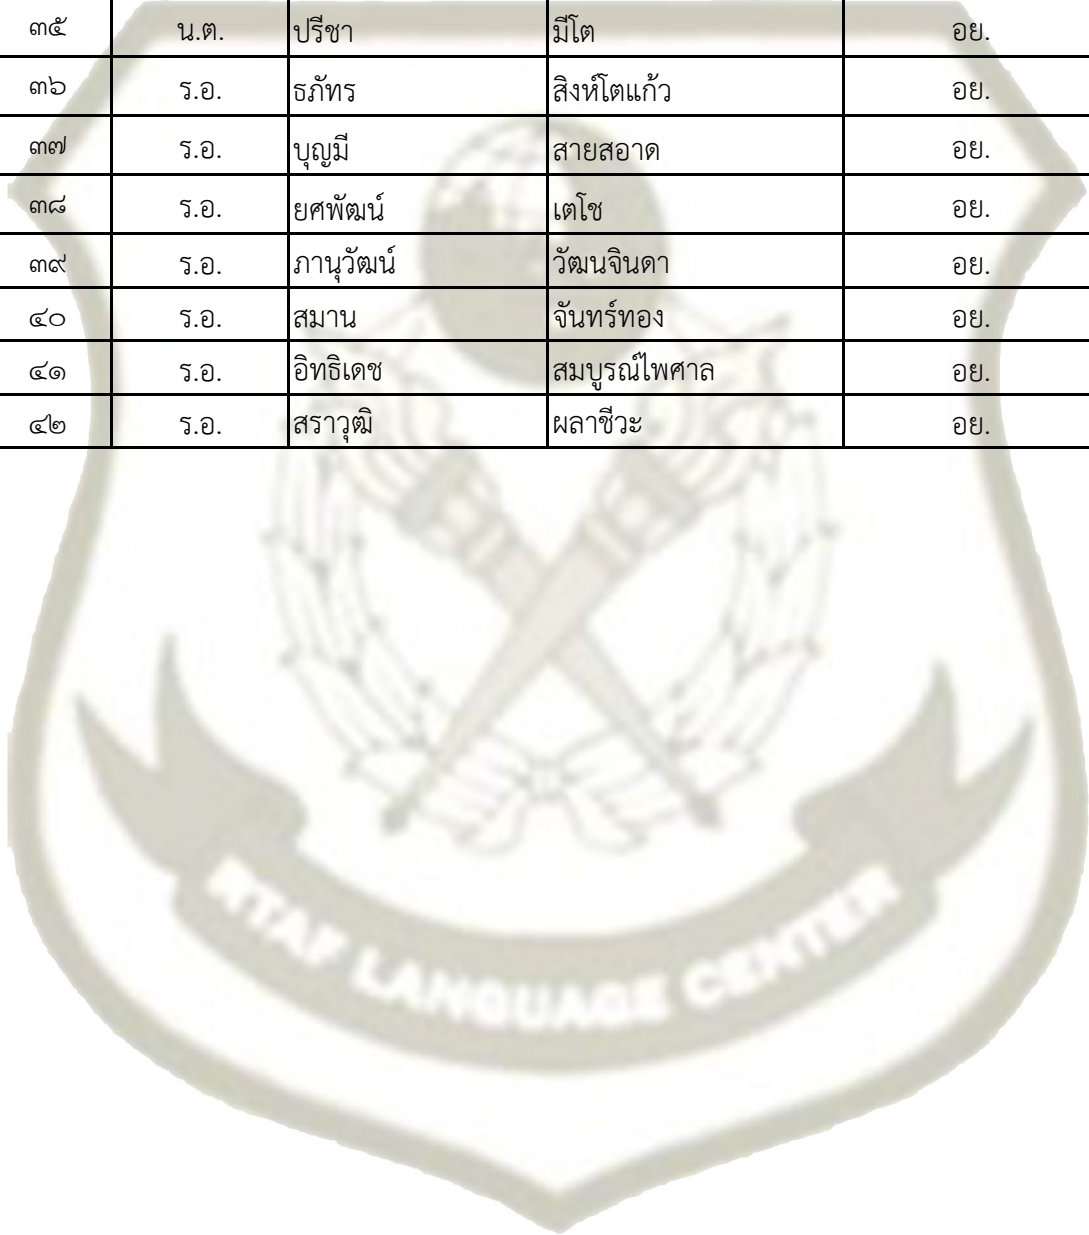 ๓๕ น.ต. ปรีชา มีโต อย.
๓๖ ร.อ. ธภัทร สิงห์โตแก้ว อย.
๓๗ ร.อ. บุญมี สายสอาด อย.
๓๘ ร.อ. ยศพัฒน์ เตโช อย.
๓๙ ร.อ. ภานุวัฒน์ วัฒนจินดา อย.
๔๐ ร.อ. สมาน จันทร์ทอง อย.
๔๑ ร.อ. อิทธิเดช สมบูรณ์ไพศาล อย.
๔๒ ร.อ. สราวุฒิ ผลาชีวะ อย.
RTAF LANGUAGE CENTER